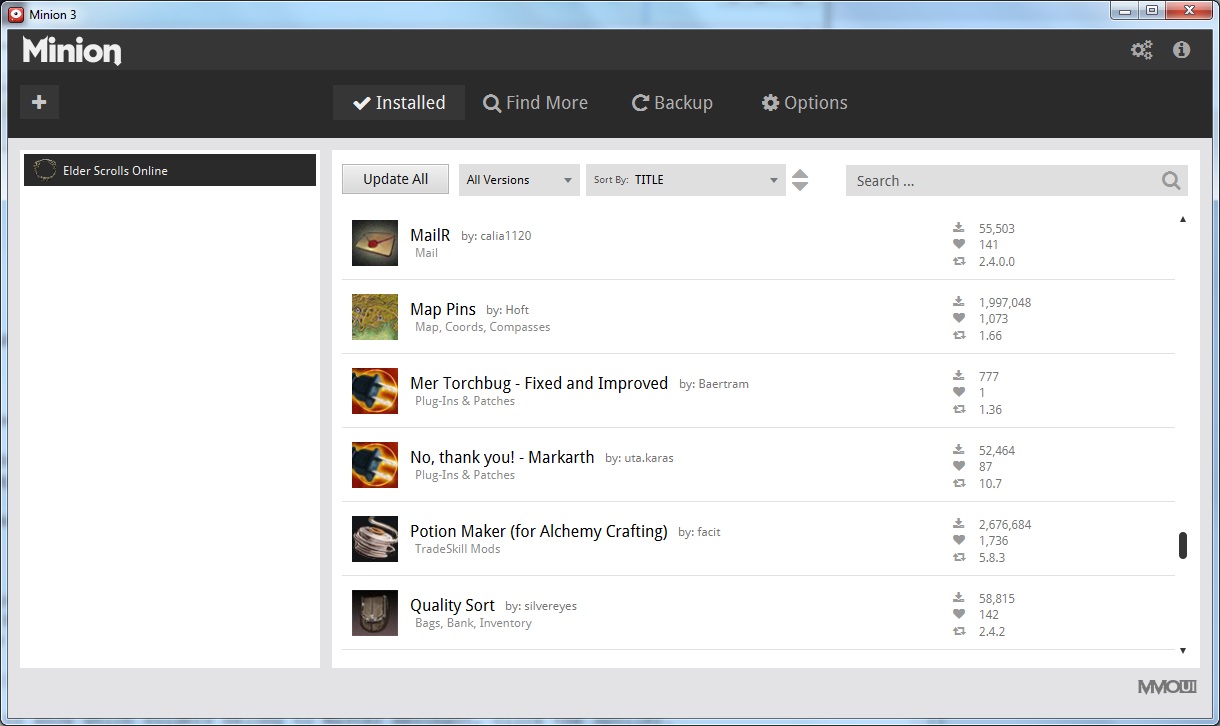 Minion 3
Minion
Installed
Find More
Backup
Options
Elder Scrolls Online
Update All
All Versions
Sort By: TITLE
Search ...
MailR by: calia1120
Mail
55,503
141
2.4.0.0
Map Pins by: Hoft
Map, Coords, Compasses
1,997,048
1,073
1.66
Mer Torchbug - Fixed and Improved by: Baertram
Plug-Ins & Patches
777
1
1.36
No, thank you! - Markarth by: uta.karas
Plug-Ins & Patches
52,464
87
10.7
Potion Maker (for Alchemy Crafting) by: facit
TradeSkill Mods
2,676,684
1,736
5.8.3
Quality Sort by: silvereyes
Bags, Bank, Inventory
58,815
142
2.4.2
MMOUI